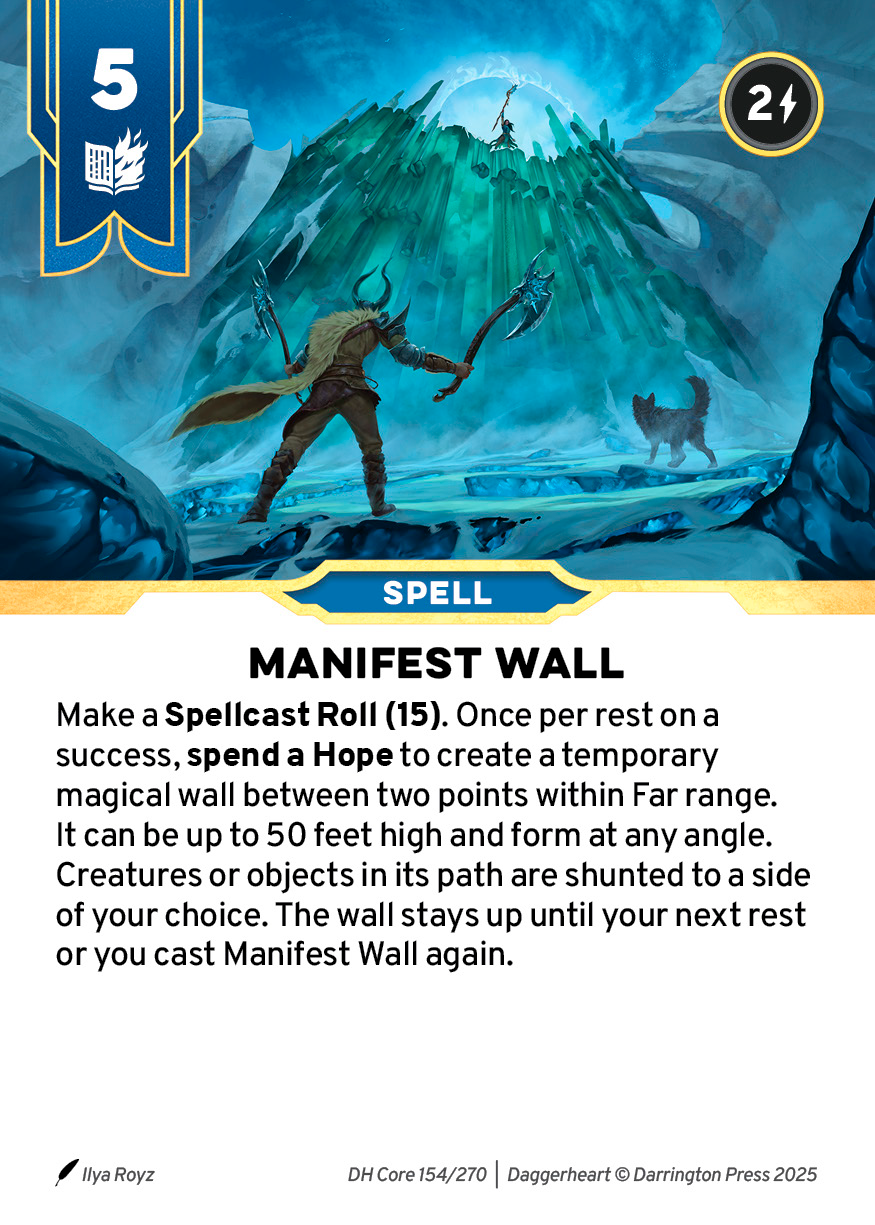 5
2
SPELL
MANIFEST WALL
Make a Spellcast Roll (15). Once per rest on a
success, spend a Hope to create a temporary
magical wall between two points within Far range.
It can be up to 50 feet high and form at any angle.
Creatures or objects in its path are shunted to a side
of your choice. The wall stays up until your next rest
or you cast Manifest Wall again.
Ilya Royz
DH Core 154/270 | Daggerheart © Darrington Press 2025